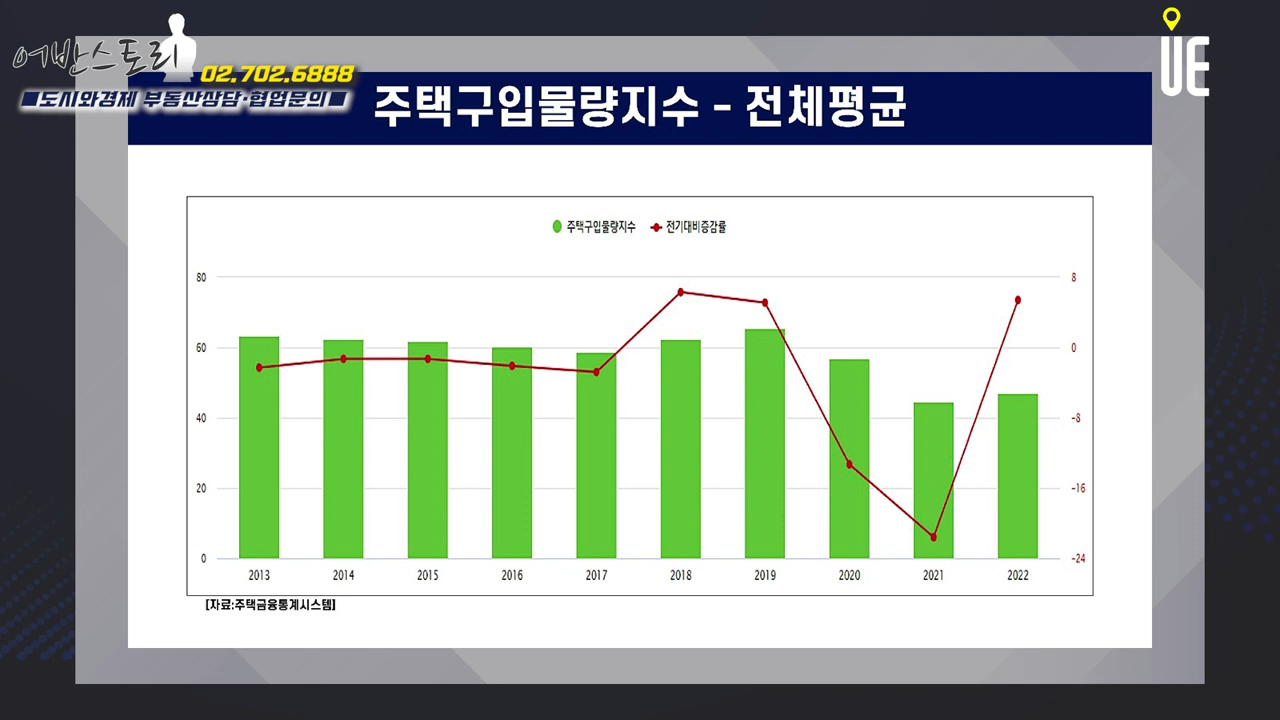 어반스토리
02.702.6888
■도시와경제 부동산상담·협업문의■
UE
주택구입물량지수 - 전체평균
주택구입물량지수 전기대비증감률
80 8
60 0
40 -8
20 -16
0 -24
2013 2014 2015 2016 2017 2018 2019 2020 2021 2022
[자료:주택금융통계시스템]